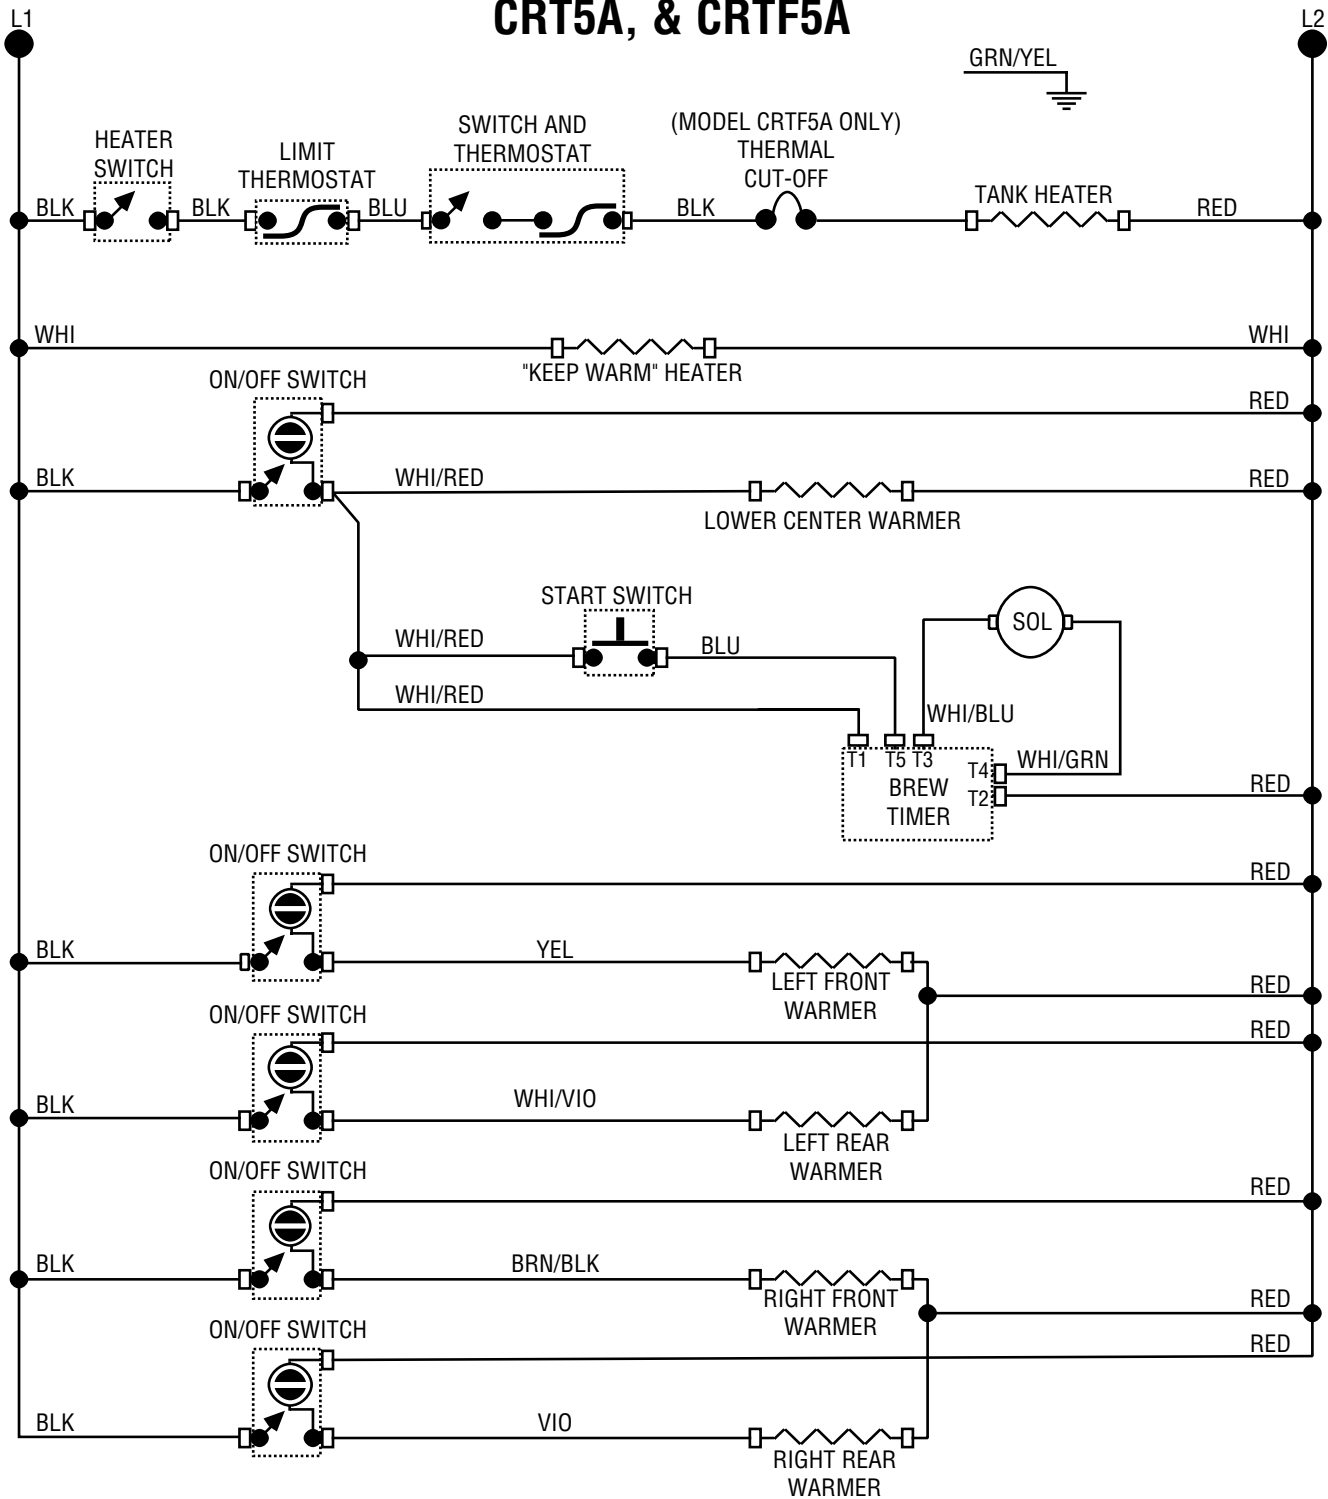 CRT5A, & CRTF5A
L1
L2
GRN/YEL
HEATER
SWITCH
LIMIT
THERMOSTAT
SWITCH AND
THERMOSTAT
(MODEL CRTF5A ONLY)
THERMAL
CUT-OFF
TANK HEATER
BLK
BLK
BLU
BLK
RED
WHI
WHI
"KEEP WARM" HEATER
ON/OFF SWITCH
RED
BLK
WHI/RED
RED
LOWER CENTER WARMER
START SWITCH
SOL
WHI/RED
BLU
WHI/RED
WHI/BLU
WHI/GRN
T1
T5
T3
T4
T2
BREW
TIMER
RED
ON/OFF SWITCH
RED
BLK
YEL
LEFT FRONT
WARMER
RED
ON/OFF SWITCH
RED
BLK
WHI/VIO
LEFT REAR
WARMER
ON/OFF SWITCH
RED
BLK
BRN/BLK
RIGHT FRONT
WARMER
RED
ON/OFF SWITCH
RED
BLK
VIO
RIGHT REAR
WARMER